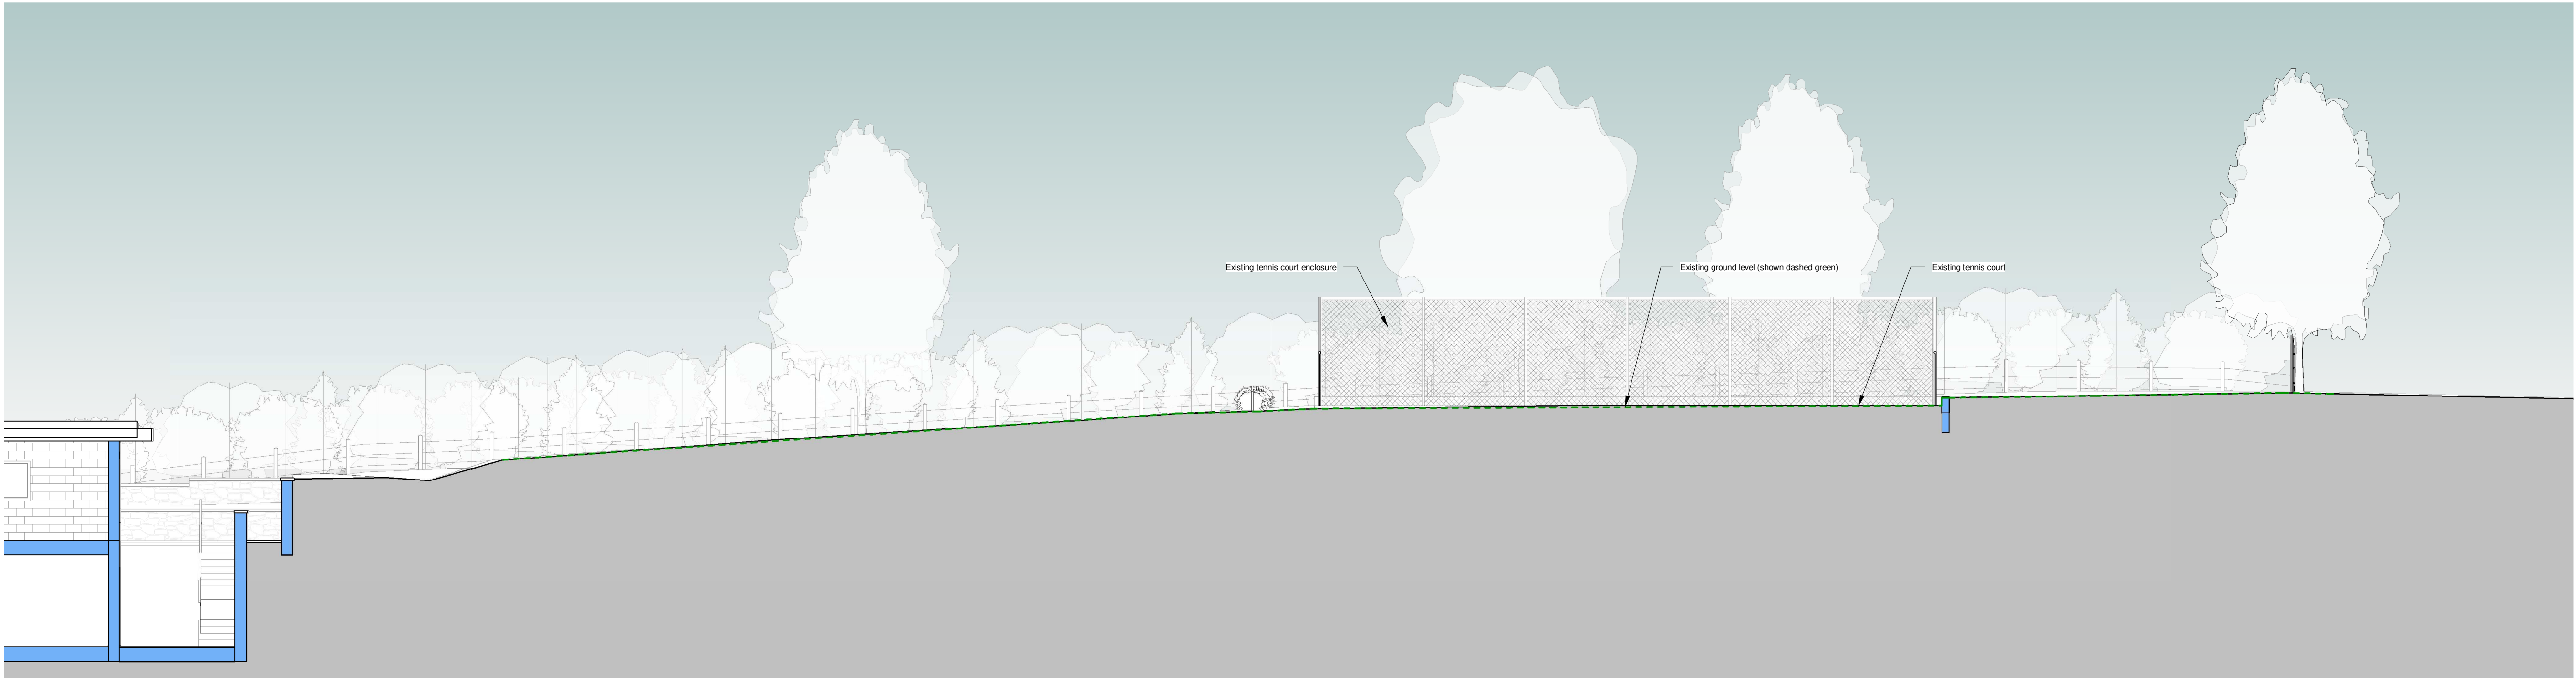 Existing tennis court enclosure
Existing ground level (shown dashed green)
Existing tennis court